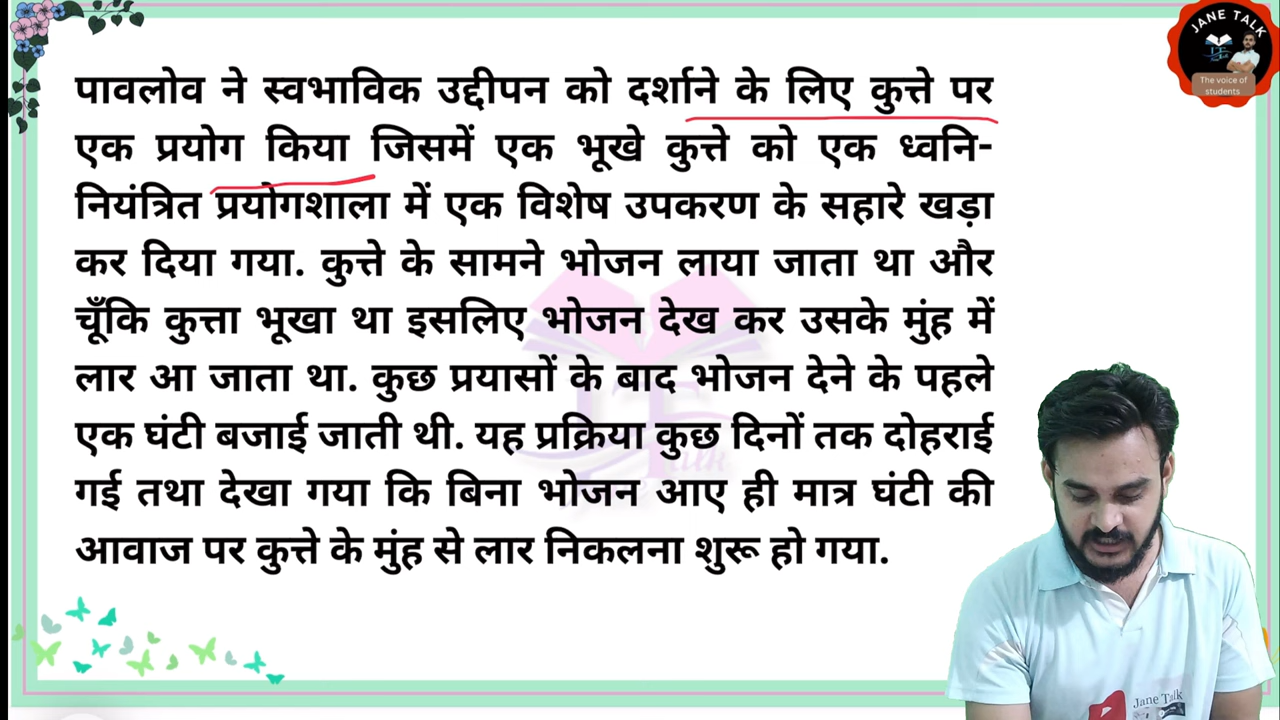 पावलोव ने स्वभाविक उद्दीपन को दर्शाने के लिए कुत्ते पर
एक प्रयोग किया जिसमें एक भूखे कुत्ते को एक ध्वनि-
नियंत्रित प्रयोगशाला में एक विशेष उपकरण के सहारे खड़ा
कर दिया गया. कुत्ते के सामने भोजन लाया जाता था और
चूँकि कुत्ता भूखा था इसलिए भोजन देख कर उसके मुंह में
लार आ जाता था. कुछ प्रयासों के बाद भोजन देने के पहले
एक घंटी बजाई जाती थी. यह प्रक्रिया कुछ दिनों तक दोहराई
गई तथा देखा गया कि बिना भोजन आए ही मात्र घंटी की
आवाज पर कुत्ते के मुंह से लार निकलना शुरू हो गया.
JANE TALK
The voice of
students
Jane Talk